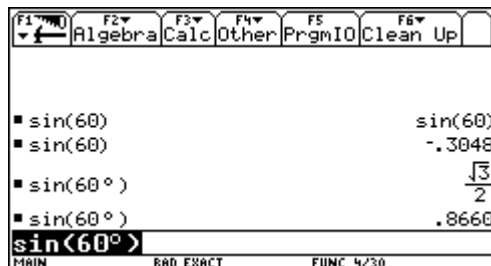 F1 F2 F3 F4 F5 F6
Algebra Calc Other PrgmIO Clean Up
▪ sin(60) sin(60)
▪ sin(60) -.3048
▪ sin(60°) √3/2
▪ sin(60°) .8660
sin(60°)
MAIN RAD EXACT FUNC 4/30